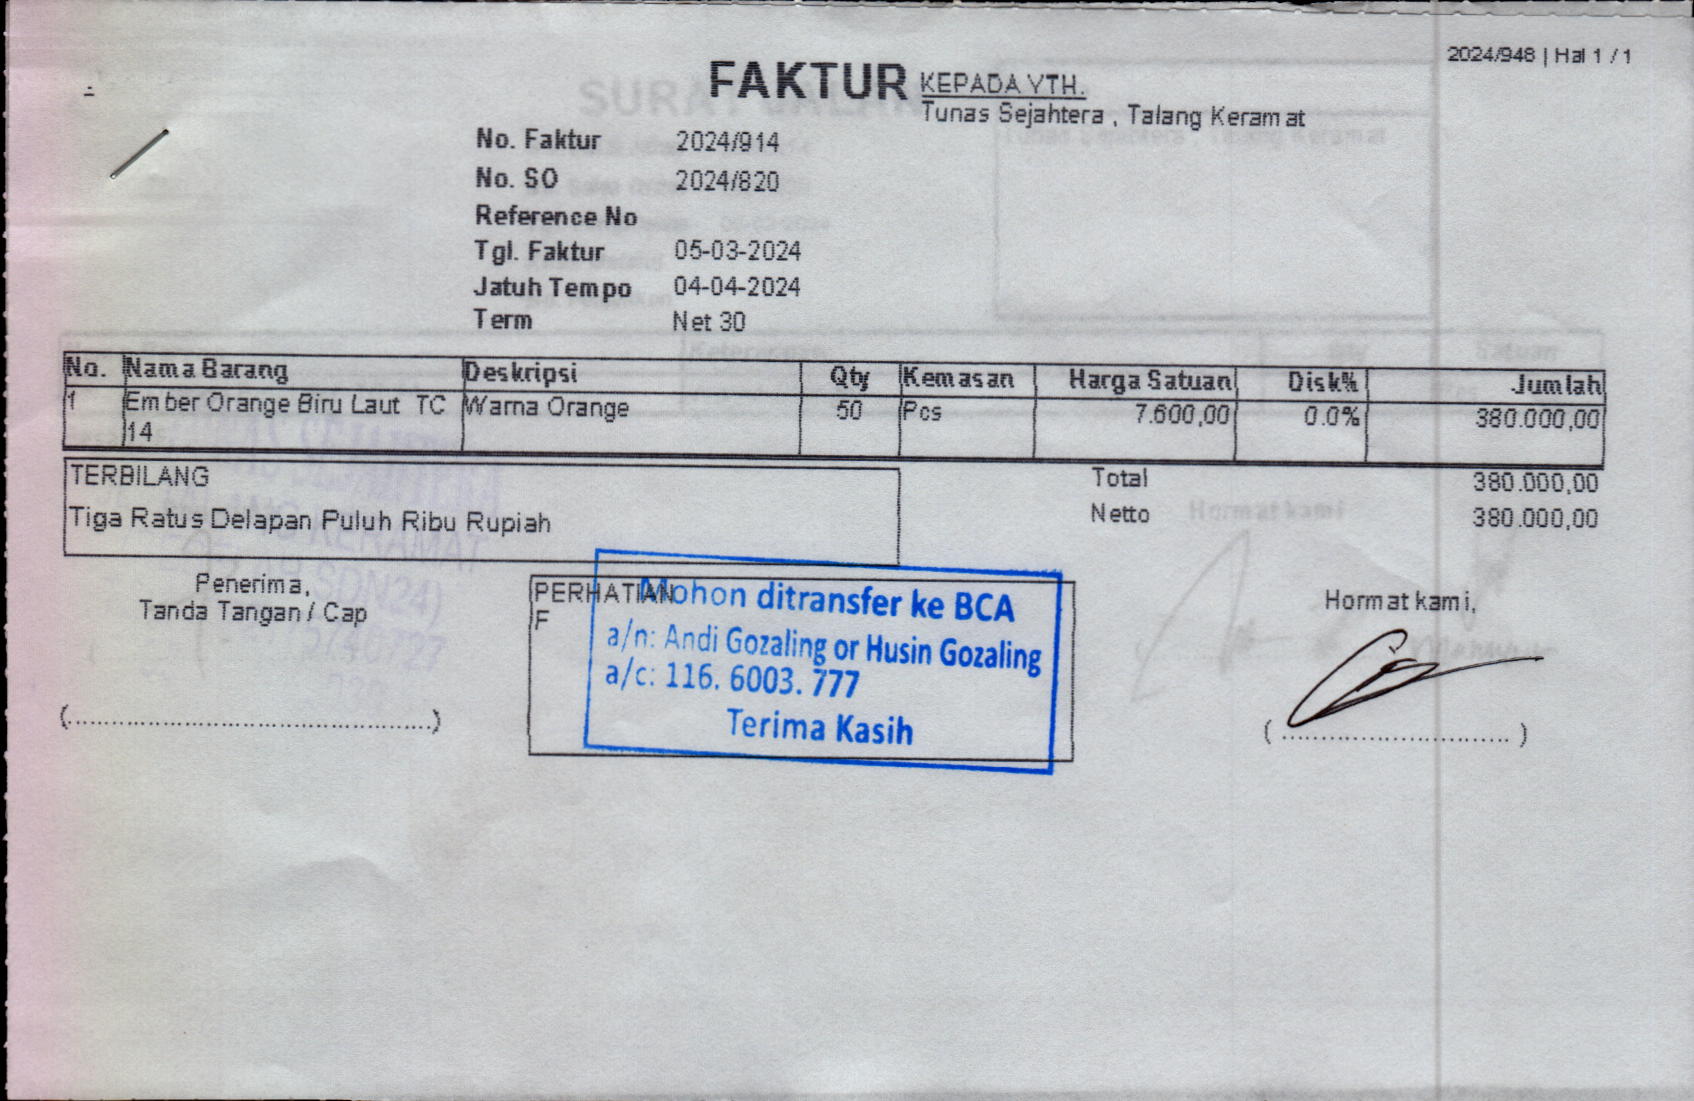 2024/948 | Hal 1 / 1
FAKTUR
KEPADA YTH.
Tunas Sejahtera , Talang Keramat
No. Faktur 2024/914
No. SO 2024/820
Reference No
Tgl. Faktur 05-03-2024
Jatuh Tempo 04-04-2024
Term Net 30
No. Nama Barang Deskripsi Qty Kemasan Harga Satuan Disk% Jumlah
1 Ember Orange Biru Laut TC Warna Orange 50 Pcs 7.600,00 0.0% 380.000,00
14
TERBILANG
Tiga Ratus Delapan Puluh Ribu Rupiah
Total 380.000,00
Netto 380.000,00
Penerima,
Tanda Tangan / Cap
(............................................)
PERHATIAN
F
Mohon ditransfer ke BCA
a/n: Andi Gozaling or Husin Gozaling
a/c: 116. 6003. 777
Terima Kasih
Hormat kami,
( ............................... )